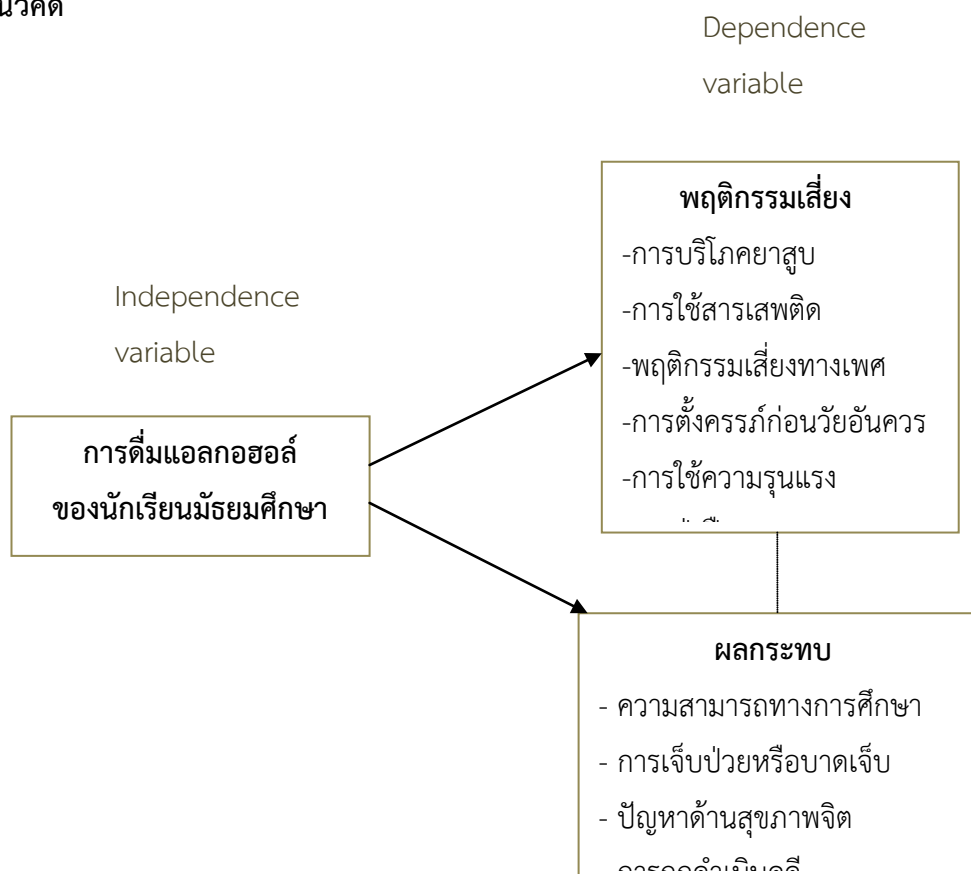 Dependence
variable
พฤติกรรมเสี่ยง
-การบริโภคยาสูบ
-การใช้สารเสพติด
-พฤติกรรมเสี่ยงทางเพศ
-การตั้งครรภ์ก่อนวัยอันควร
-การใช้ความรุนแรง
Independence
variable
การดื่มแอลกอฮอล์
ของนักเรียนมัธยมศึกษา
ผลกระทบ
- ความสามารถทางการศึกษา
- การเจ็บป่วยหรือบาดเจ็บ
- ปัญหาด้านสุขภาพจิต